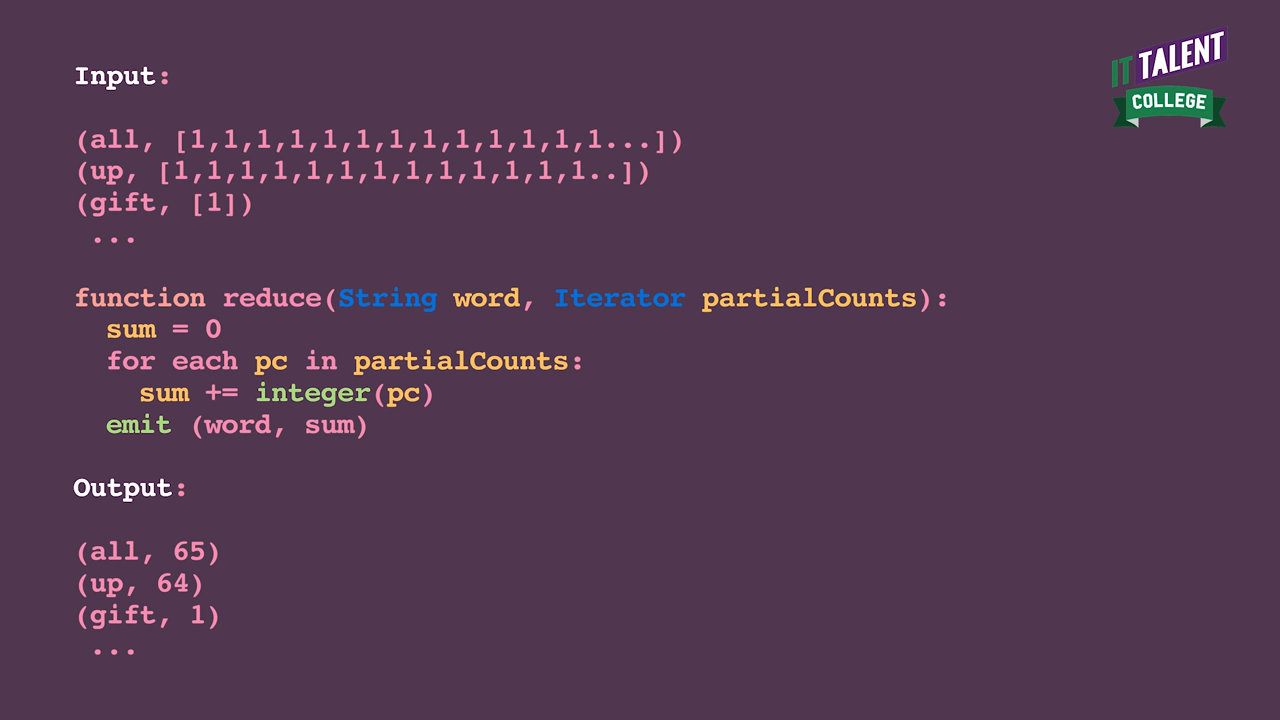 Input:
(all, [1,1,1,1,1,1,1,1,1,1,1,1,1...])
(up, [1,1,1,1,1,1,1,1,1,1,1,1,1..])
(gift, [1])
...
function reduce(String word, Iterator partialCounts):
sum = 0
for each pc in partialCounts:
sum += integer(pc)
emit (word, sum)
Output:
(all, 65)
(up, 64)
(gift, 1)
...
IT TALENT
COLLEGE